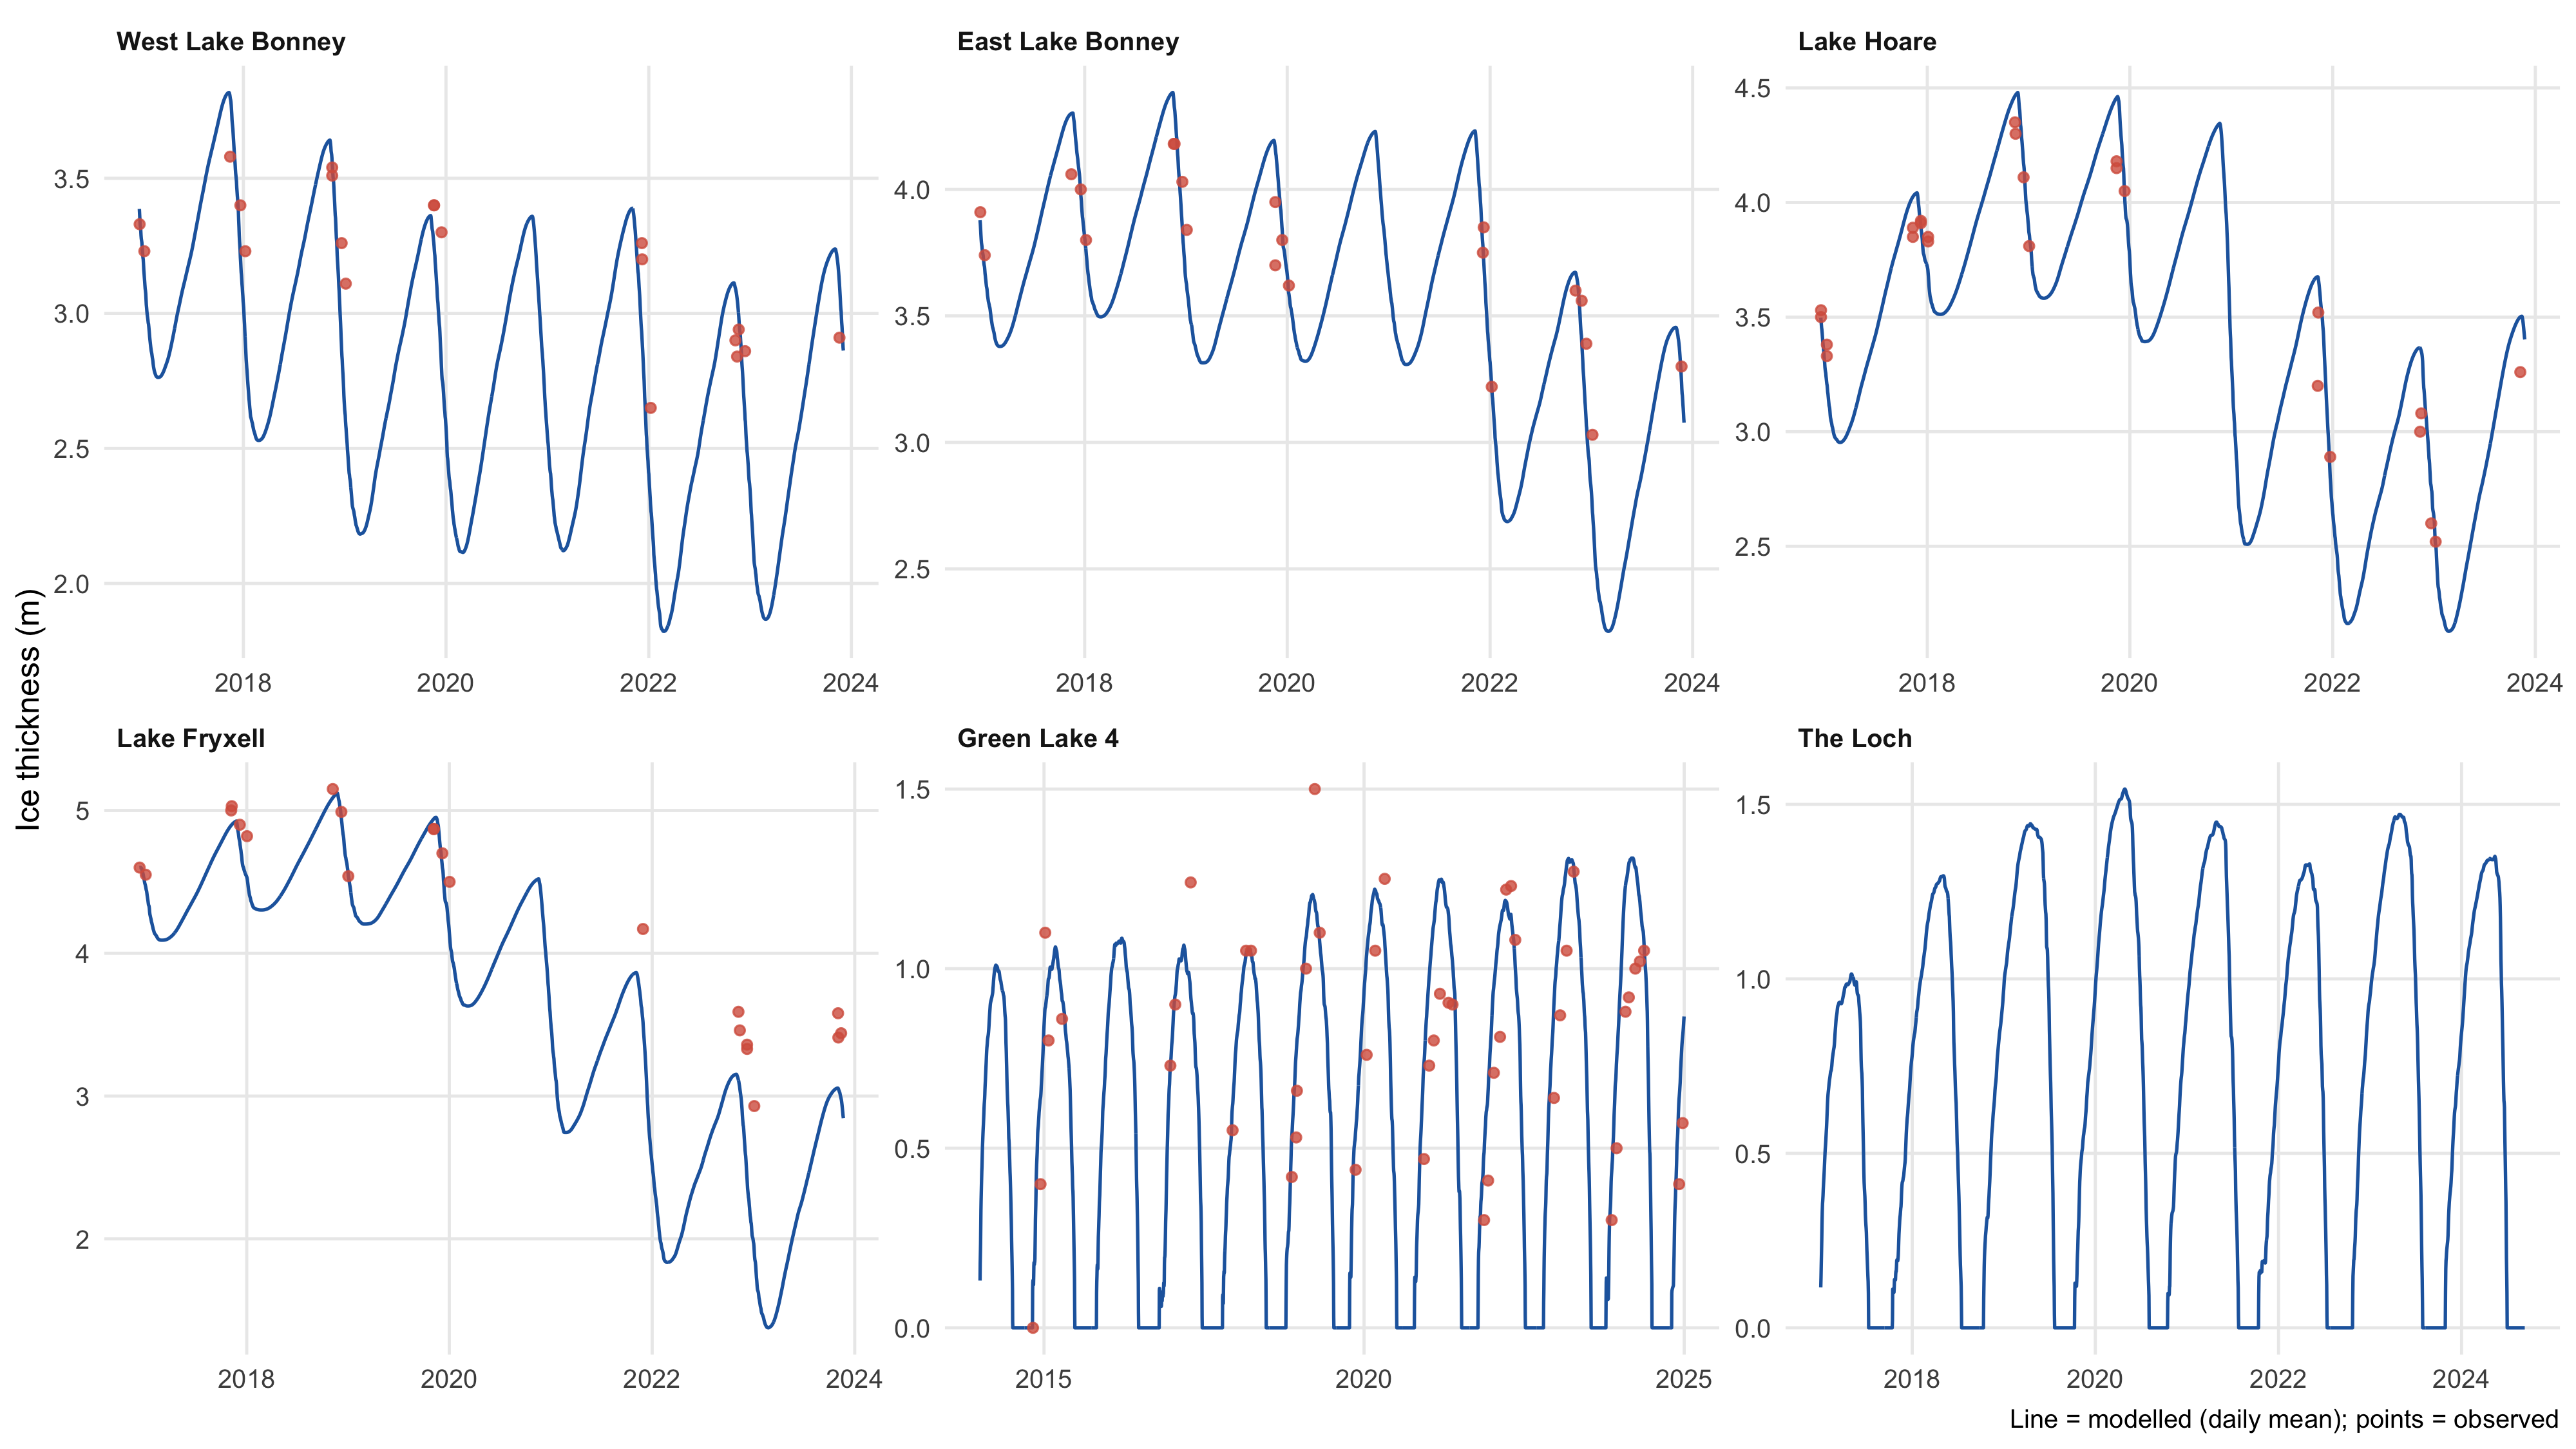 West Lake Bonney
East Lake Bonney
Lake Hoare
3.5
3.0
2.5
2.0
4.0
3.5
3.0
2.5
4.5
4.0
3.5
3.0
2.5
2018 2020 2022 2024
2018 2020 2022 2024
2018 2020 2022 2024
Ice thickness (m)
Lake Fryxell
Green Lake 4
The Loch
5
4
3
2
1.5
1.0
0.5
0.0
1.5
1.0
0.5
0.0
2018 2020 2022 2024
2015 2020 2025
2018 2020 2022 2024
Line = modelled (daily mean); points = observed